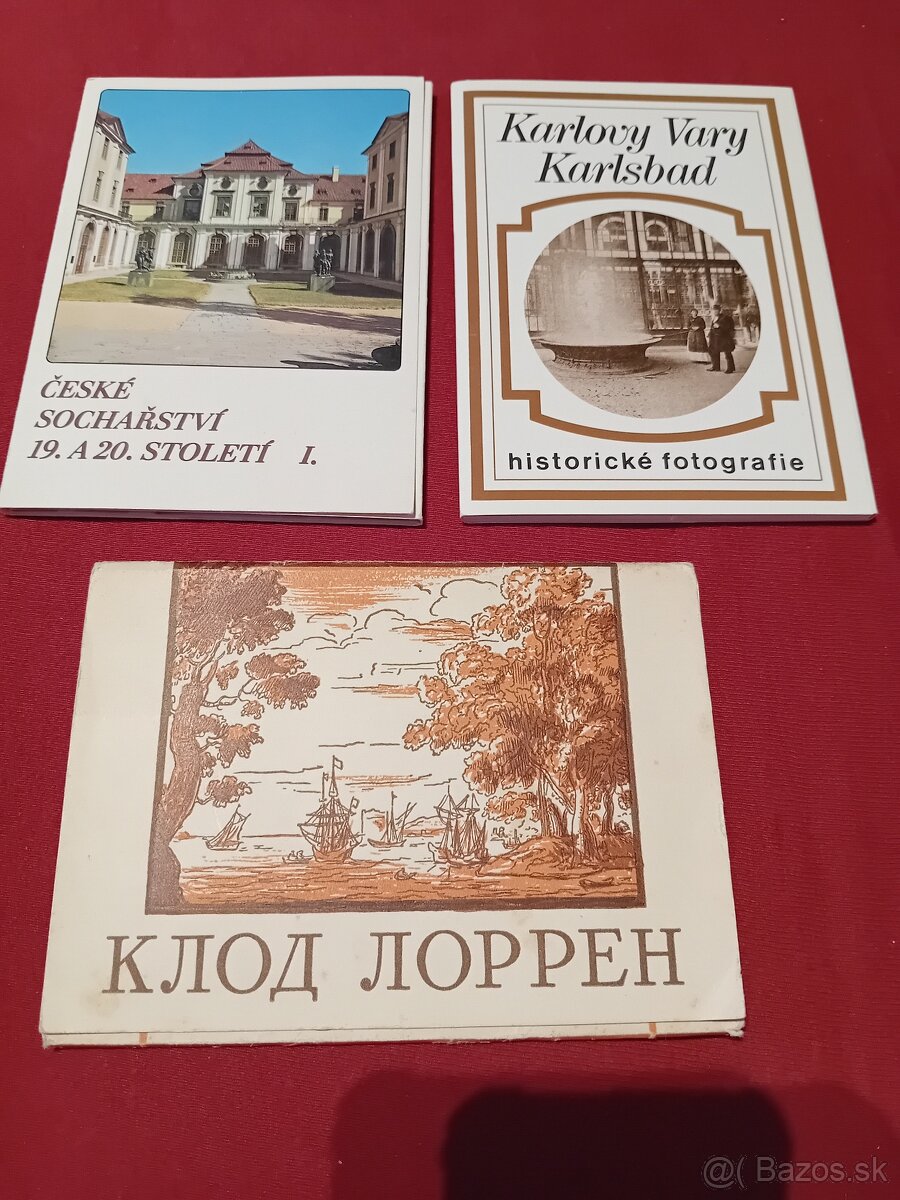 ČESKÉ
SOCHAŘSTVÍ
19. A 20. STOLETÍ I.
Karlovy Vary
Karlsbad
historické fotografie
КЛОД ЛОРРЕН
@( Bazos.sk